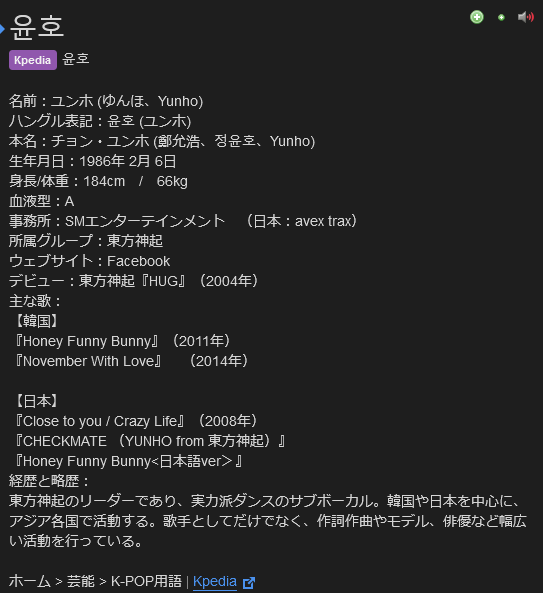 윤호
Kpedia 윤호
名前：ユンホ (ゆんほ、Yunho)
ハングル表記：윤호 (ユンホ)
本名：チョン・ユンホ (鄭允浩、정윤호、Yunho)
生年月日：1986年 2月 6日
身長/体重：184cm　/　66kg
血液型：A
事務所：SMエンターテインメント　（日本：avex trax）
所属グループ：東方神起
ウェブサイト：Facebook
デビュー：東方神起『HUG』（2004年）
主な歌：
【韓国】
『Honey Funny Bunny』（2011年）
『November With Love』　（2014年）
【日本】
『Close to you / Crazy Life』（2008年）
『CHECKMATE （YUNHO from 東方神起）』
『Honey Funny Bunny<日本語ver＞』
経歴と略歴：
東方神起のリーダーであり、実力派ダンスのサブボーカル。韓国や日本を中心に、
アジア各国で活動する。歌手としてだけでなく、作詞作曲やモデル、俳優など幅広
い活動を行っている。
ホーム > 芸能 > K-POP用語 | Kpedia